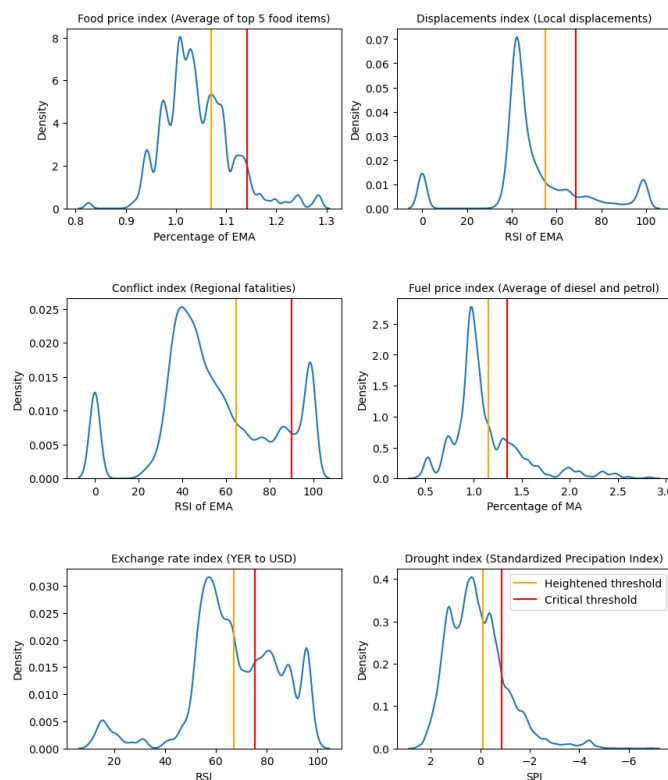 Food price index (Average of top 5 food items)
Density
8
6
4
2
0
0.8 0.9 1.0 1.1 1.2 1.3
Percentage of EMA
Displacements index (Local displacements)
Density
0.07
0.06
0.05
0.04
0.03
0.02
0.01
0.00
0 20 40 60 80 100
RSI of EMA
Conflict index (Regional fatalities)
Density
0.025
0.020
0.015
0.010
0.005
0.000
0 20 40 60 80 100
RSI of EMA
Fuel price index (Average of diesel and petrol)
Density
2.5
2.0
1.5
1.0
0.5
0.0
0.5 1.0 1.5 2.0 2.5 3.0
Percentage of MA
Exchange rate index (YER to USD)
Density
0.030
0.025
0.020
0.015
0.010
0.005
0.000
20 40 60 80 100
RSI
Drought index (Standardized Precipation Index)
Heightened threshold
Critical threshold
Density
0.4
0.3
0.2
0.1
0.0
2 0 −2 −4 −6
SPI